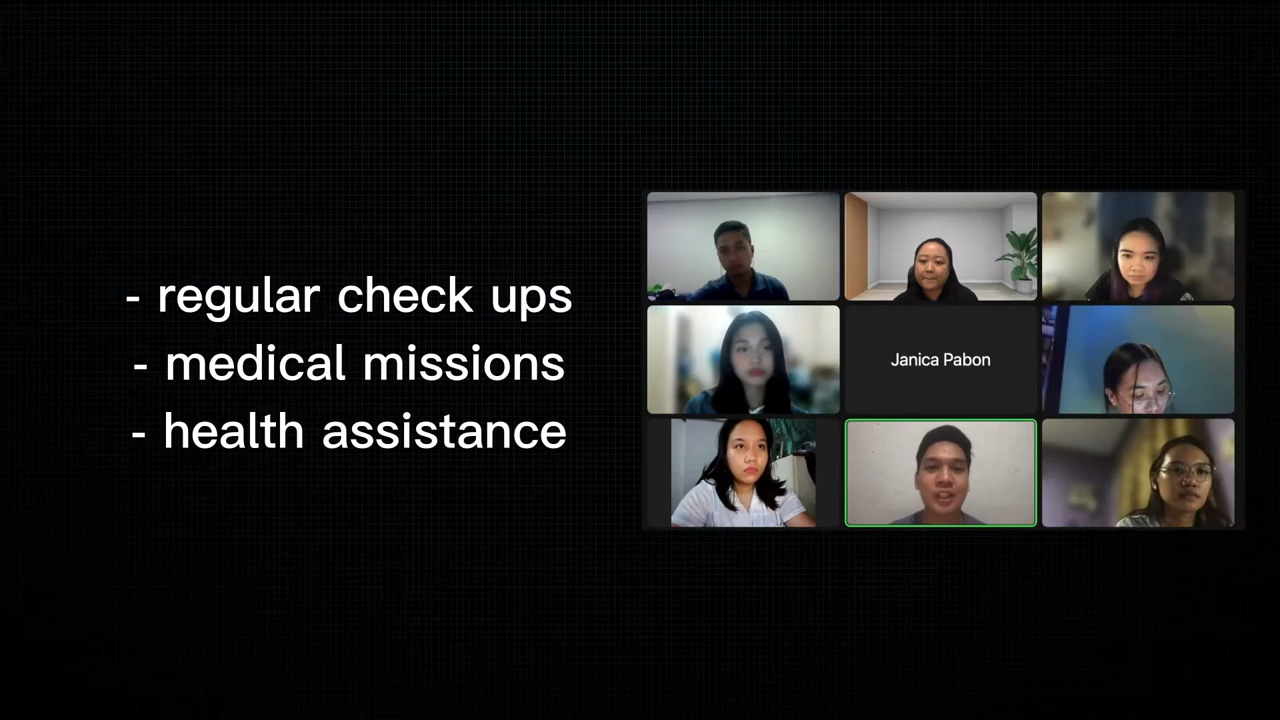 - regular check ups
- medical missions
- health assistance
Janica Pabon